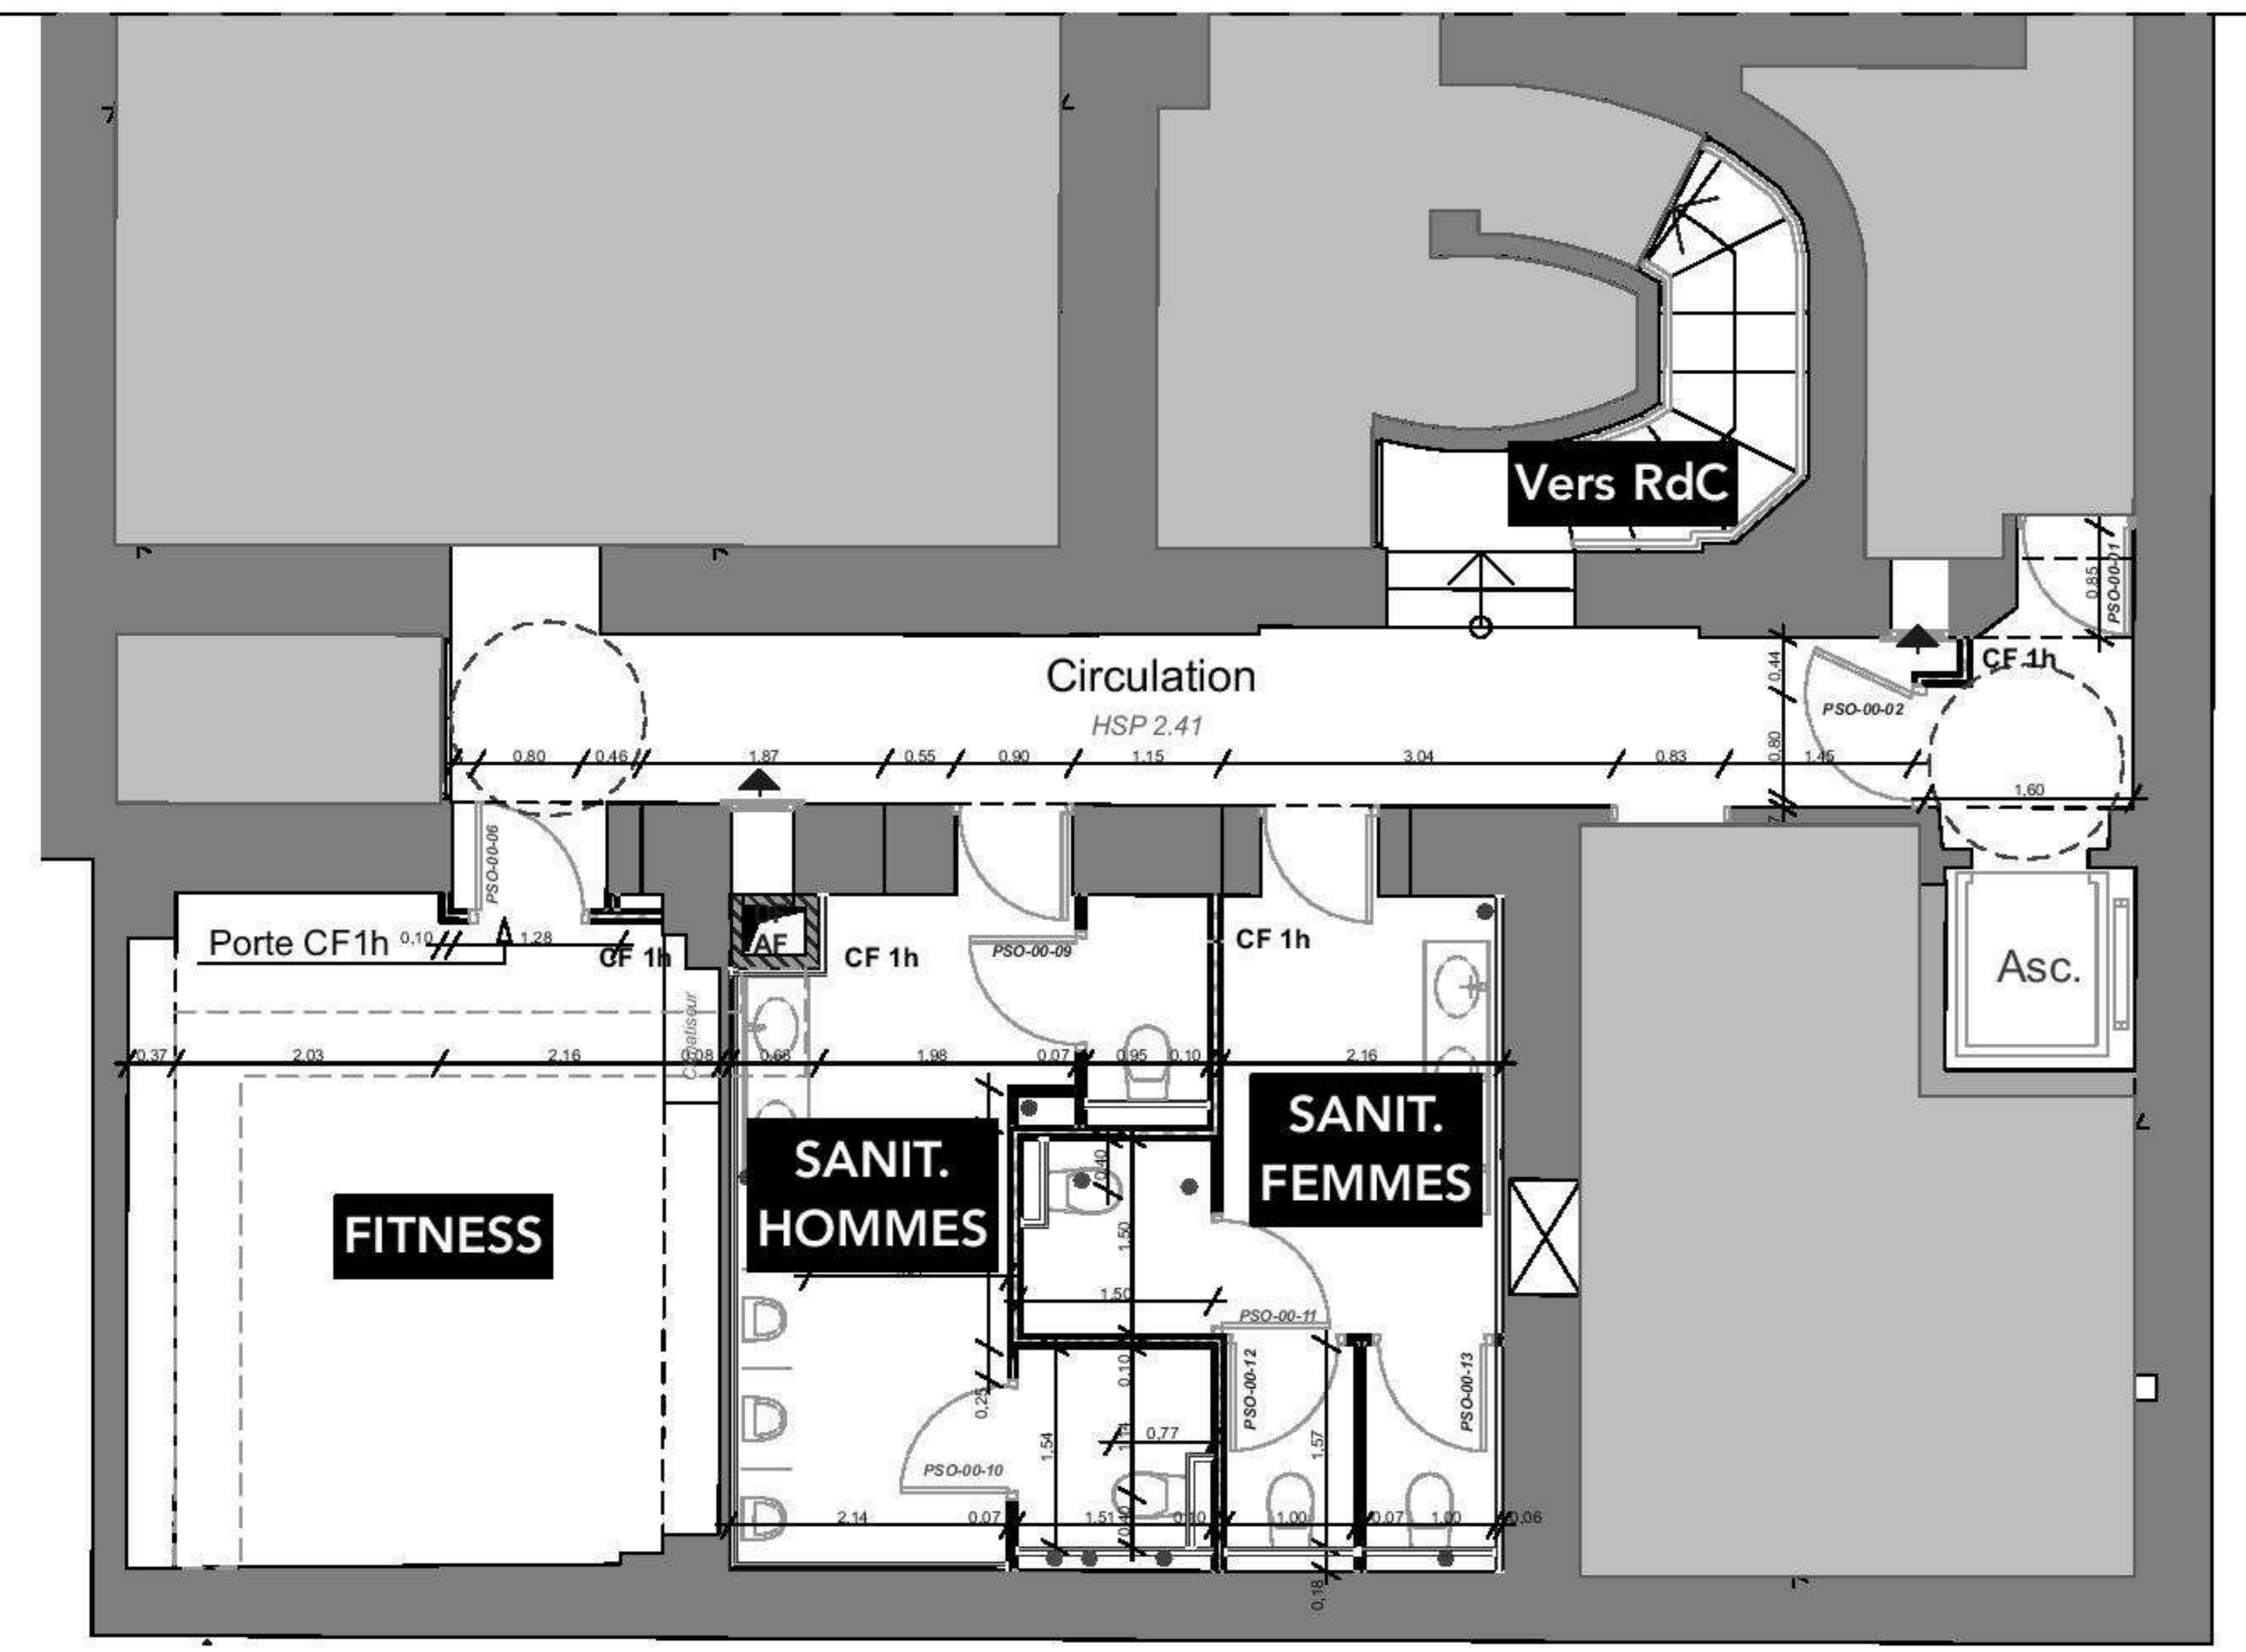 Vers RdC
0.85
PSO-00-01
Circulation
HSP 2.41
CF 1h
0,44
PSO-00-02
0.80
0.46
1.87
0.55
0.90
1.15
3.04
0.83
0,80
1.45
1.60
PSO-00-06
Porte CF1h
0,10
1,28
CF 1h
AF
CF 1h
PSO-00-09
CF 1h
Asc.
0.37
2.03
2.16
0.08
0.66
1.98
0.07
0.95
0.10
2.16
Climatiseur
FITNESS
SANIT.
HOMMES
SANIT.
FEMMES
0,40
1.50
1.50
PSO-00-11
PSO-00-12
PSO-00-13
0,25
0,10
1,54
0,77
1,57
PSO-00-10
2.14
0.07
1.51
0.10
1.00
0.07
1.00
0.06
0,18